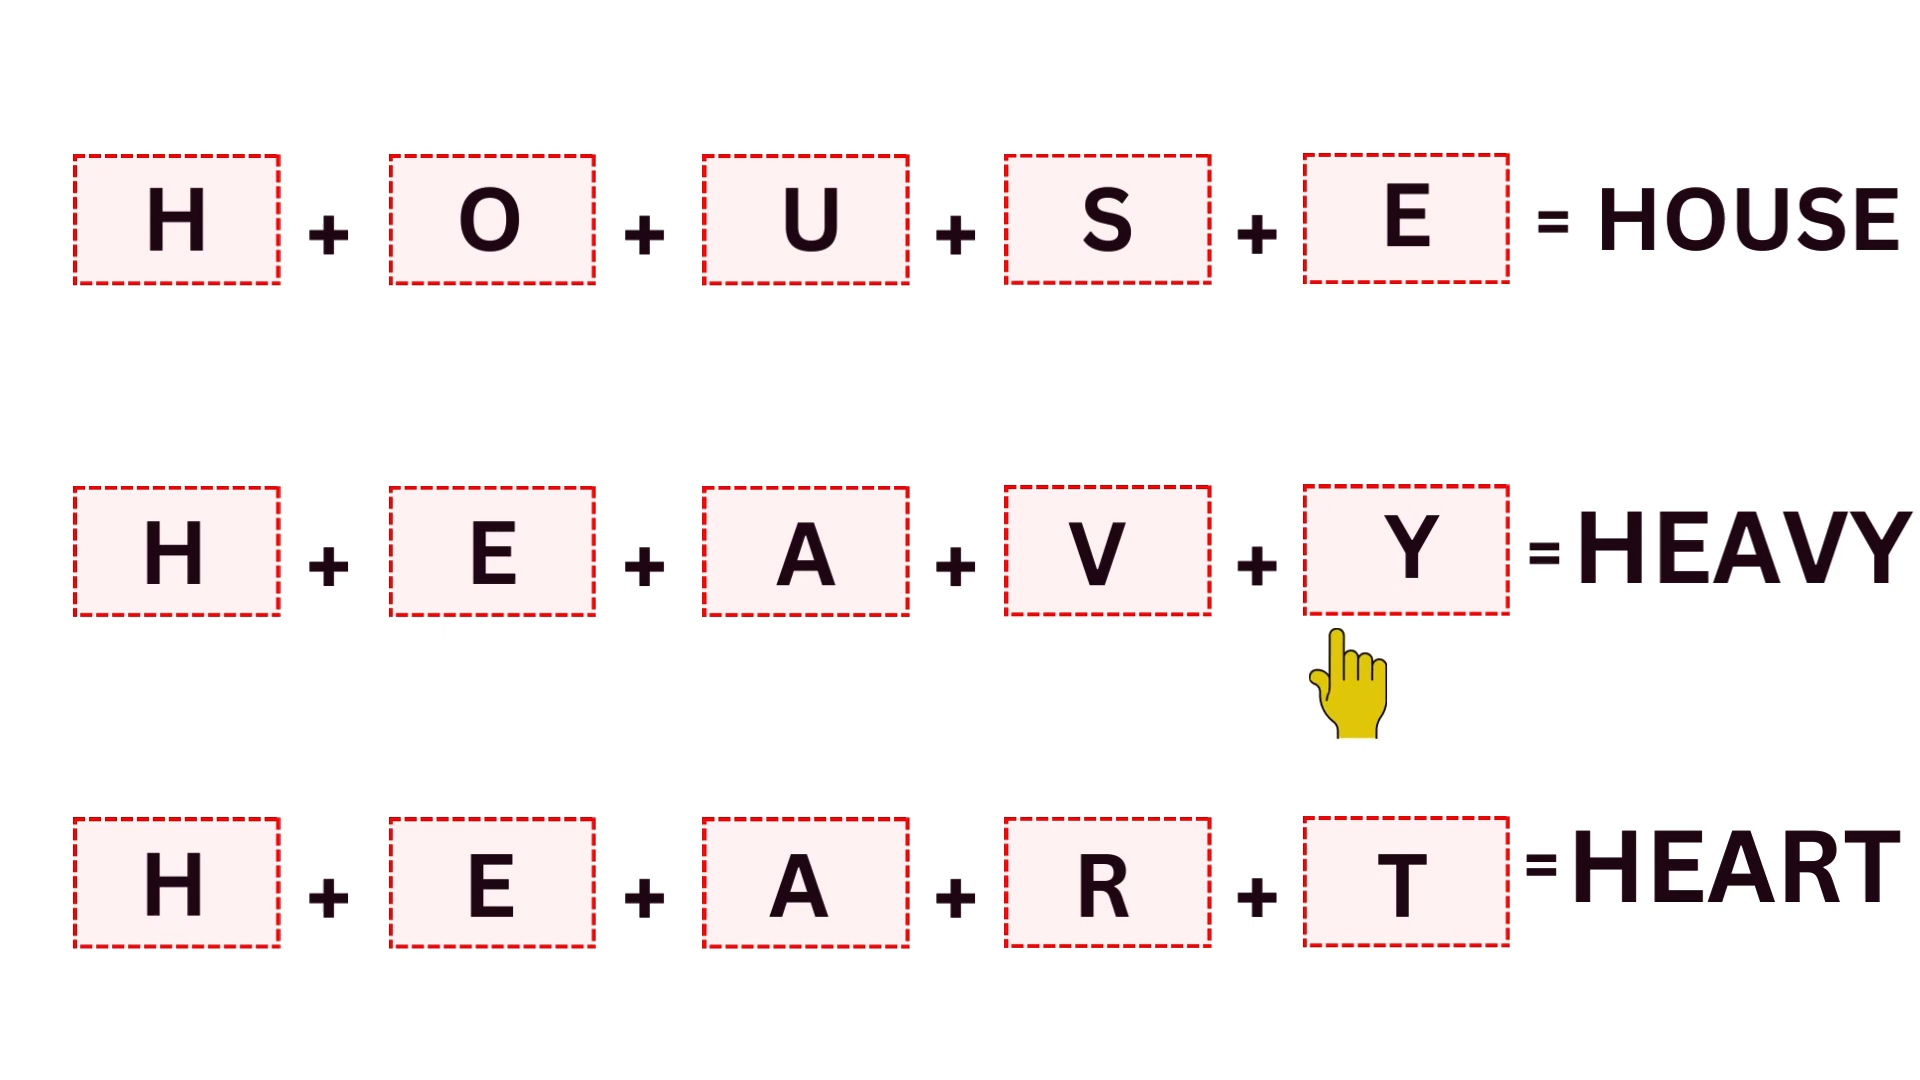 H + O + U + S + E = HOUSE
H + E + A + V + Y = HEAVY
H + E + A + R + T = HEART